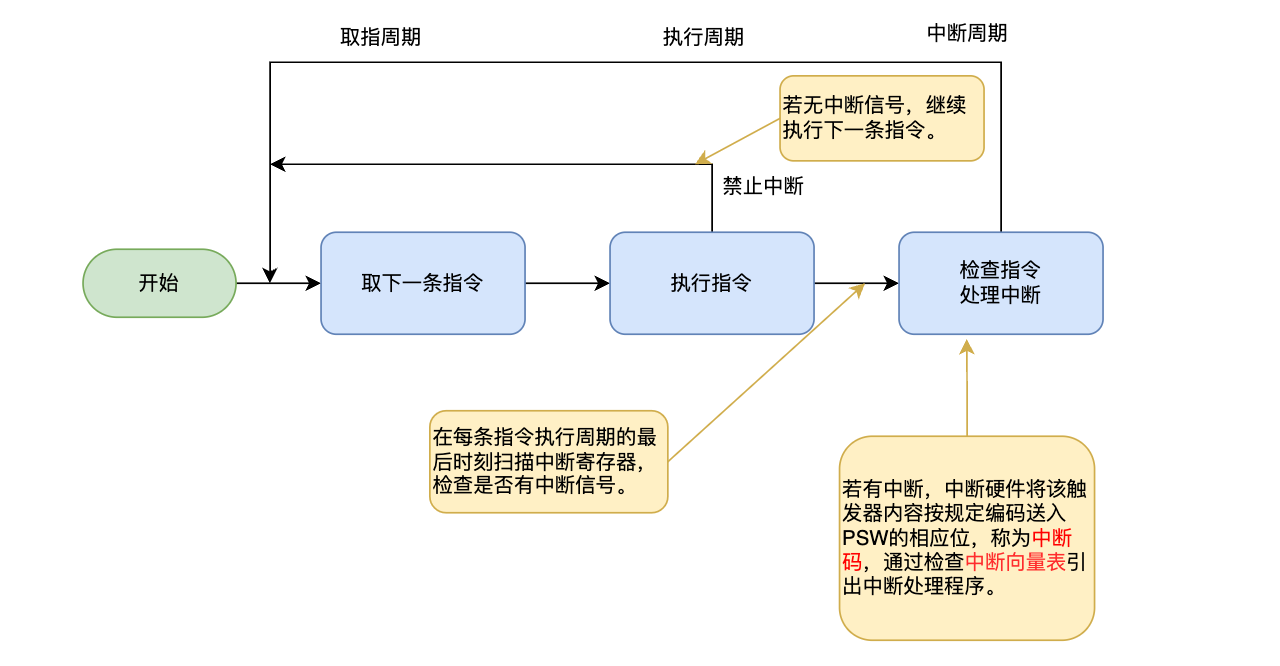 取指周期
执行周期
中断周期
若无中断信号，继续
执行下一条指令。
禁止中断
开始
取下一条指令
执行指令
检查指令
处理中断
在每条指令执行周期的最
后时刻扫描中断寄存器，
检查是否有中断信号。
若有中断，中断硬件将该触
发器内容按规定编码送入
PSW的相应位，称为中断
码，通过检查中断向量表引
出中断处理程序。